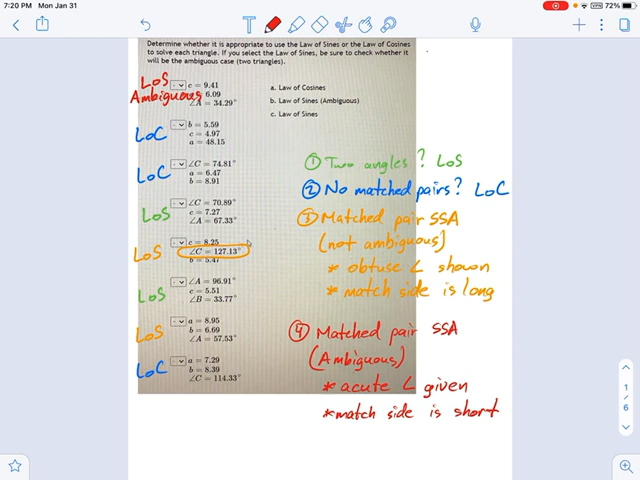 7:20 PM Mon Jan 31
VPN 72%
Determine whether it is appropriate to use the Law of Sines or the Law of Cosines
to solve each triangle. If you select the Law of Sines, be sure to check whether it
will be the ambiguous case (two triangles).
LoS
Ambiguous
c = 9.41
6.09
∠A = 34.29°
LoC
b = 5.59
c = 4.97
a = 48.15
LoC
∠C = 74.81°
a = 6.47
b = 8.91
LoS
∠C = 70.89°
c = 7.27
∠A = 67.33°
LoS
c = 8.25
∠C = 127.13°
b = 5.47
LoS
∠A = 96.91°
c = 5.51
∠B = 33.77°
LoS
a = 8.95
b = 6.69
∠A = 57.53°
LoC
a = 7.29
b = 8.39
∠C = 114.33°
a. Law of Cosines
b. Law of Sines (Ambiguous)
c. Law of Sines
① Two angles? LoS
② No matched pairs? LoC
③ Matched pair SSA
(not ambiguous)
* obtuse ∠ shown
* match side is long
④ Matched pair SSA
(Ambiguous)
* acute ∠ given
* match side is short
1
6